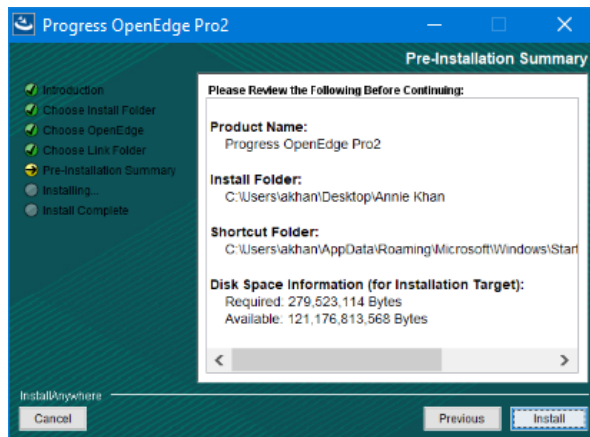 Progress OpenEdge Pro2
Pre-Installation Summary
Introduction
Choose Install Folder
Choose OpenEdge
Choose Link Folder
Pre-Installation Summary
Installing...
Install Complete
Please Review the Following Before Continuing:
Product Name:
Progress OpenEdge Pro2
Install Folder:
C:\Users\akhan\Desktop\Annie Khan
Shortcut Folder:
C:\Users\akhan\AppData\Roaming\Microsoft\Windows\Start
Disk Space Information (for Installation Target):
Required: 279,523,114 Bytes
Available: 121,176,813,568 Bytes
InstallAnywhere
Cancel
Previous
Install